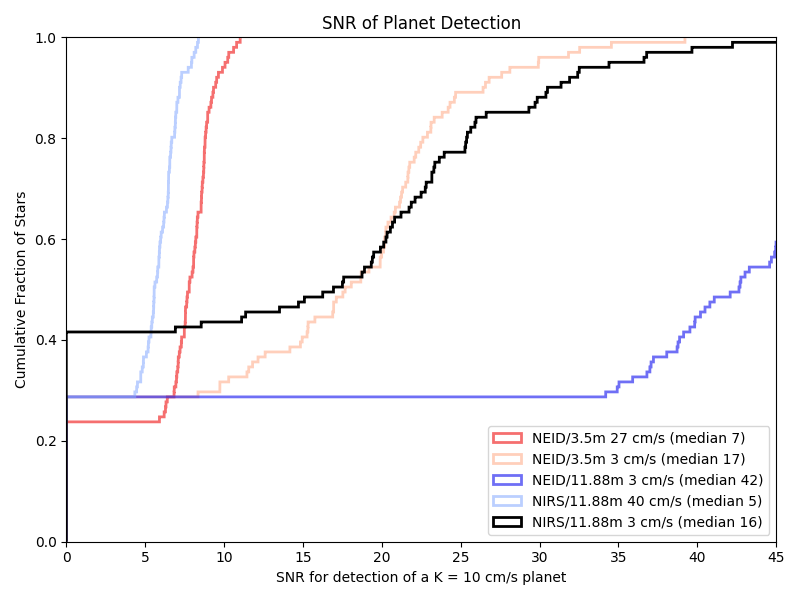 SNR of Planet Detection
Cumulative Fraction of Stars
1.0
0.8
0.6
0.4
0.2
0.0
NEID/3.5m 27 cm/s (median 7)
NEID/3.5m 3 cm/s (median 17)
NEID/11.88m 3 cm/s (median 42)
NIRS/11.88m 40 cm/s (median 5)
NIRS/11.88m 3 cm/s (median 16)
0 5 10 15 20 25 30 35 40 45
SNR for detection of a K = 10 cm/s planet